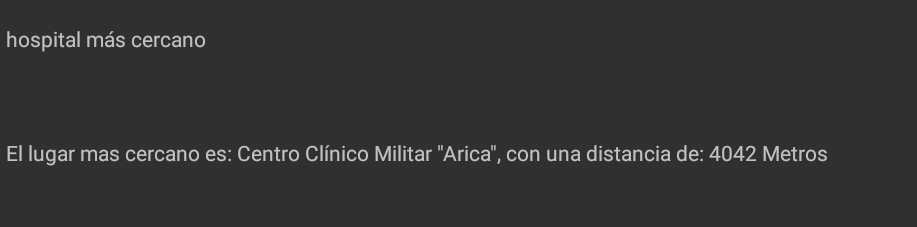 hospital más cercano
El lugar mas cercano es: Centro Clínico Militar "Arica", con una distancia de: 4042 Metros